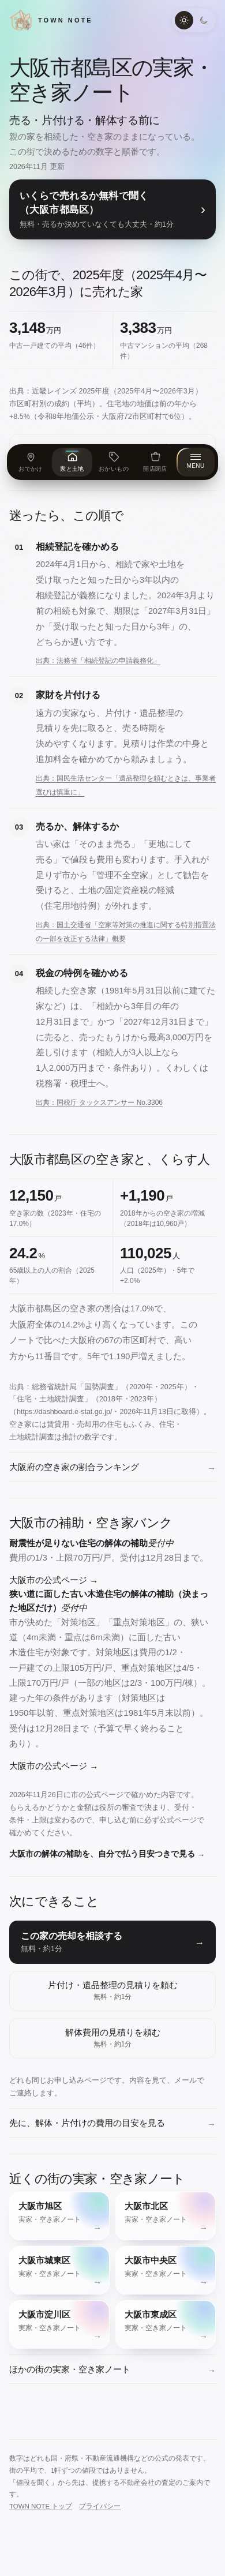 TOWN NOTE
大阪市都島区の実家・
空き家ノート
売る・片付ける・解体する前に
親の家を相続した・空き家のままになっている。
この街で決めるための数字と順番です。
2026年11月 更新
いくらで売れるか無料で聞く
（大阪市都島区）
無料・売るか決めていなくても大丈夫・約1分
この街で、2025年度（2025年4月〜
2026年3月）に売れた家
3,148万円
中古一戸建ての平均（46件）
3,383万円
中古マンションの平均（268
件）
出典：近畿レインズ 2025年度（2025年4月〜2026年3月）
市区町村別の成約（平均）。住宅地の地価は前の年から
+8.5%（令和8年地価公示・大阪府72市区町村で6位）。
おでかけ
家と土地
おかいもの
開店閉店
MENU
迷ったら、この順で
01 相続登記を確かめる
2024年4月1日から、相続で家や土地を
受け取ったと知った日から3年以内の
相続登記が義務になりました。2024年3月より
前の相続も対象で、期限は「2027年3月31日」
か「受け取ったと知った日から3年」の、
どちらか遅い方です。
出典：法務省「相続登記の申請義務化」
02 家財を片付ける
遠方の実家なら、片付け・遺品整理の
見積りを先に取ると、売る時期を
決めやすくなります。見積りは作業の中身と
追加料金を確かめてから頼みましょう。
出典：国民生活センター「遺品整理を頼むときは、事業者
選びは慎重に」
03 売るか、解体するか
古い家は「そのまま売る」「更地にして
売る」で値段も費用も変わります。手入れが
足りず市から「管理不全空家」として勧告を
受けると、土地の固定資産税の軽減
（住宅用地特例）が外れます。
出典：国土交通省「空家等対策の推進に関する特別措置法
の一部を改正する法律」概要
04 税金の特例を確かめる
相続した空き家（1981年5月31日以前に建てた
家など）は、「相続から3年目の年の
12月31日まで」かつ「2027年12月31日まで」
に売ると、売ったもうけから最高3,000万円を
差し引けます（相続人が3人以上なら
1人2,000万円まで・条件あり）。くわしくは
税務署・税理士へ。
出典：国税庁 タックスアンサー No.3306
大阪市都島区の空き家と、くらす人
12,150戸
空き家の数（2023年・住宅の
17.0%）
+1,190戸
2018年からの空き家の増減
（2018年は10,960戸）
24.2%
65歳以上の人の割合（2025
年）
110,025人
人口（2025年）・5年で
+2.0%
大阪市都島区の空き家の割合は17.0%で、
大阪府全体の14.2%より高くなっています。この
ノートで比べた大阪府の67の市区町村で、高い
方から11番目です。5年で1,190戸増えました。
出典：総務省統計局「国勢調査」（2020年・2025年）・
「住宅・土地統計調査」（2018年・2023年）
（https://dashboard.e-stat.go.jp/・2026年11月13日に取得）。
空き家には賃貸用・売却用の住宅もふくみ、住宅・
土地統計調査は推計の数字です。
大阪府の空き家の割合ランキング →
大阪市の補助・空き家バンク
耐震性が足りない住宅の解体の補助受付中
費用の1/3・上限70万円/戸。受付は12月28日まで。
大阪市の公式ページ →
狭い道に面した古い木造住宅の解体の補助（決まっ
た地区だけ）受付中
市が決めた「対策地区」「重点対策地区」の、狭い
道（4m未満・重点は6m未満）に面した古い
木造住宅が対象です。対策地区は費用の1/2・
一戸建ての上限105万円/戸、重点対策地区は4/5・
上限170万円/戸（一部の地区は2/3・100万円/棟）。
建った年の条件があります（対策地区は
1950年以前、重点対策地区は1981年5月末以前）。
受付は12月28日まで（予算で早く終わること
あり）。
大阪市の公式ページ →
2026年11月26日に市の公式ページで確かめた内容です。
もらえるかどうかと金額は役所の審査で決まり、受付・
条件・上限は変わるので、申し込む前に必ず公式ページで
確かめてください。
大阪市の解体の補助を、自分で払う目安つきで見る →
次にできること
この家の売却を相談する
無料・約1分
→
片付け・遺品整理の見積りを頼む
無料・約1分
解体費用の見積りを頼む
無料・約1分
どれも同じお申し込みページです。内容を見て、メールで
ご連絡します。
先に、解体・片付けの費用の目安を見る →
近くの街の実家・空き家ノート
大阪市旭区
実家・空き家ノート
→
大阪市北区
実家・空き家ノート
→
大阪市城東区
実家・空き家ノート
→
大阪市中央区
実家・空き家ノート
→
大阪市淀川区
実家・空き家ノート
→
大阪市東成区
実家・空き家ノート
→
ほかの街の実家・空き家ノート →
数字はどれも国・府県・不動産流通機構などの公式の発表です。
街の平均で、1軒ずつの値段ではありません。
「値段を聞く」から先は、提携する不動産会社の査定のご案内で
す。
TOWN NOTE トップ プライバシー